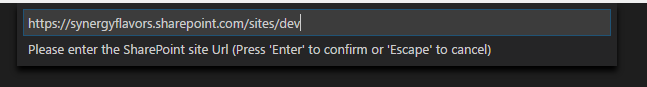 https://synergyflavors.sharepoint.com/sites/dev
Please enter the SharePoint site Url (Press 'Enter' to confirm or 'Escape' to cancel)